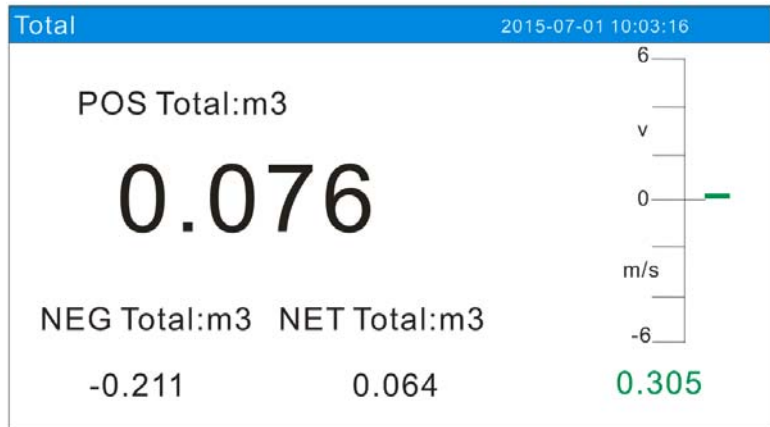 Total 2015-07-01 10:03:16
6
POS Total:m3
v
0.076
0
m/s
NEG Total:m3 NET Total:m3
-6
-0.211 0.064 0.305